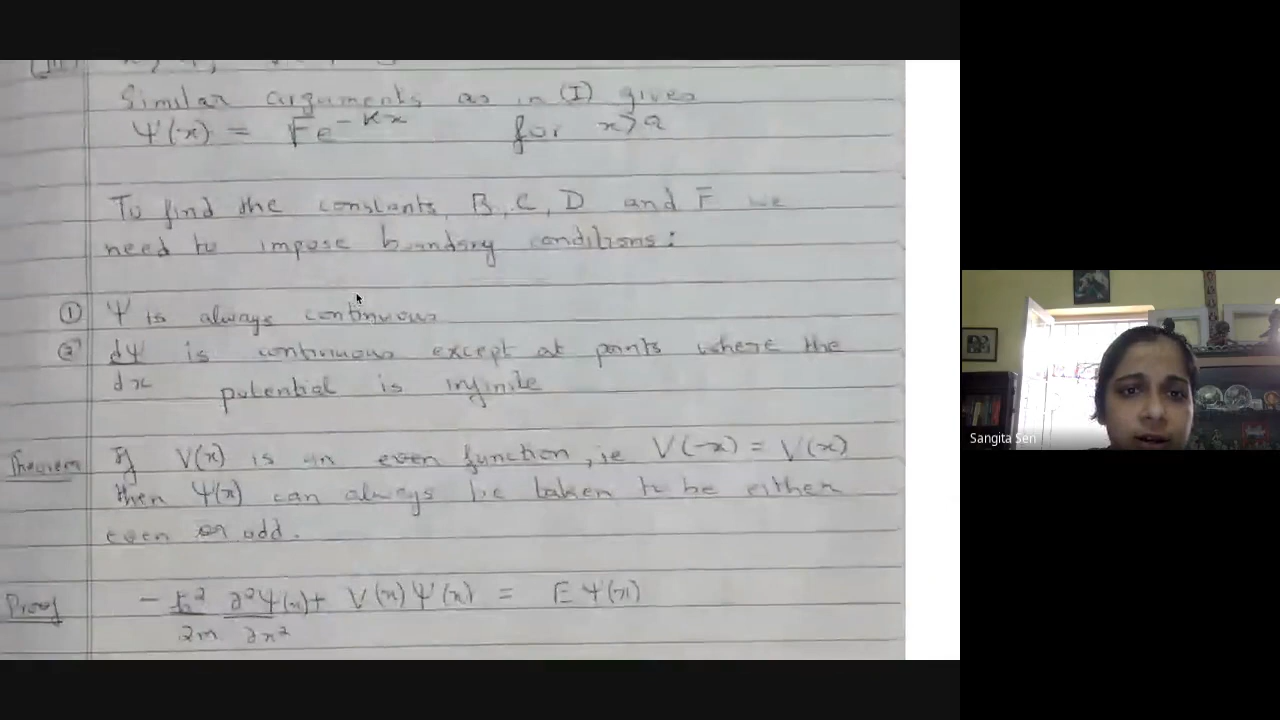 Similar arguments as in (I) gives
Ψ(x) = Fe^-Kx for x>a
To find the constants, B, C, D and F we
need to impose boundary conditions:
① Ψ is always continuous
② dΨ is continuous except at points where the
dx potential is infinite
Theorem If V(x) is an even function, ie V(-x) = V(x)
then Ψ(x) can always be taken to be either
even or odd.
Proof - ħ² ∂²Ψ(x) + V(x)Ψ(x) = EΨ(x)
2m ∂x²
Sangita Sen